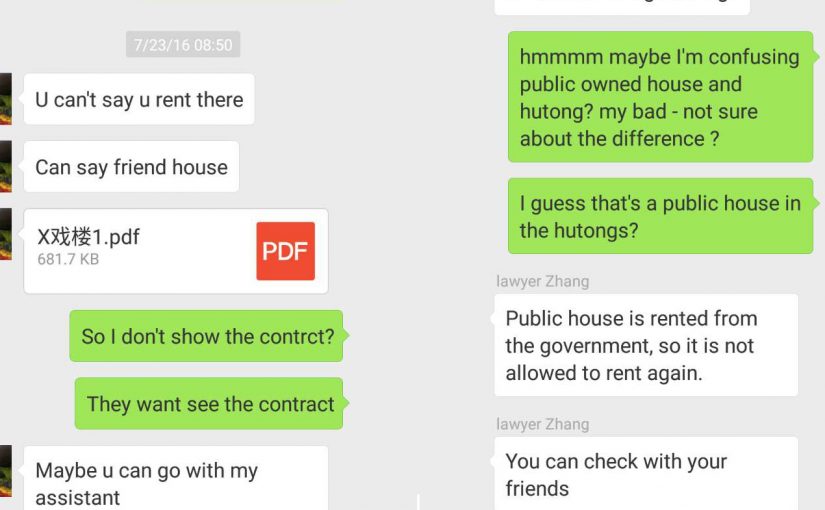 7/23/16 08:50
U can't say u rent there
Can say friend house
X戏楼1.pdf
681.7 KB
PDF
So I don't show the contrct?
They want see the contract
Maybe u can go with my
assistant
hmmmm maybe I'm confusing
public owned house and
hutong? my bad - not sure
about the difference ?
I guess that's a public house in
the hutongs?
lawyer Zhang
Public house is rented from
the government, so it is not
allowed to rent again.
lawyer Zhang
You can check with your
friends